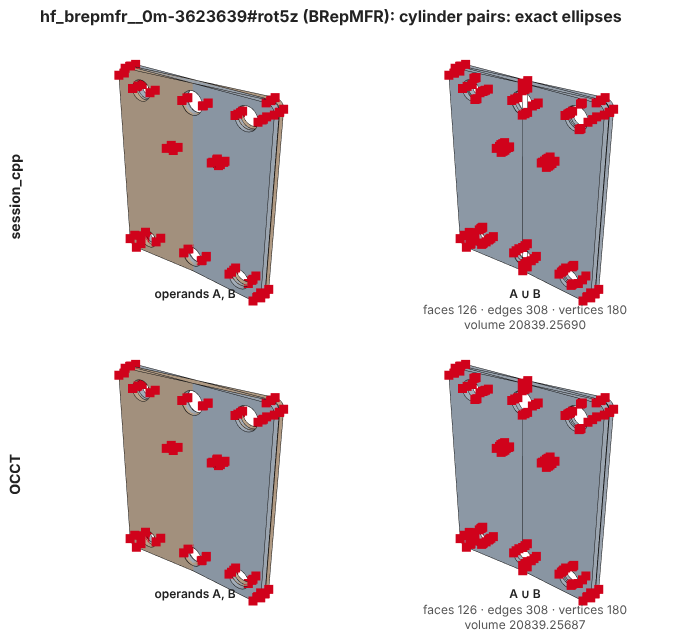 hf_brepmfr__0m-3623639#rot5z (BRepMFR): cylinder pairs: exact ellipses
session_cpp
operands A, B
A ∪ B
faces 126 · edges 308 · vertices 180
volume 20839.25690
OCCT
operands A, B
A ∪ B
faces 126 · edges 308 · vertices 180
volume 20839.25687